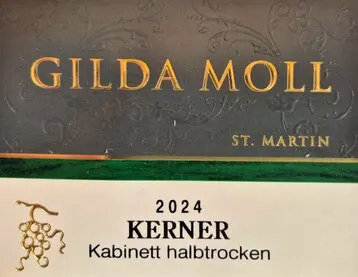 GILDA MOLL
ST. MARTIN
2024
KERNER
Kabinett halbtrocken